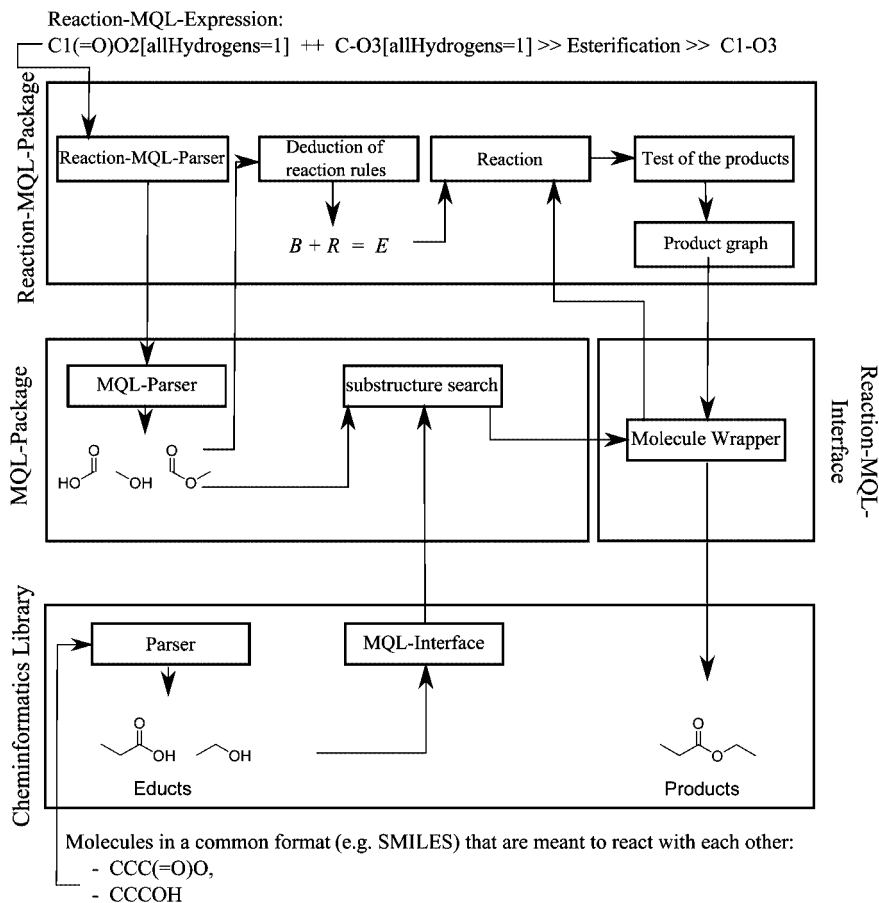 Reaction-MQL-Expression:
C1(=O)O2[allHydrogens=1] ++ C-O3[allHydrogens=1] >> Esterification >> C1-O3
Reaction-MQL-Package
Reaction-MQL-Parser
Deduction of
reaction rules
Reaction
Test of the products
B + R = E
Product graph
MQL-Package
MQL-Parser
substructure search
Molecule Wrapper
Reaction-MQL-
Interface
HO
O
OH
O
O
Cheminformatics Library
Parser
MQL-Interface
O
OH
OH
Educts
O
O
Products
Molecules in a common format (e.g. SMILES) that are meant to react with each other:
- CCC(=O)O,
- CCCOH